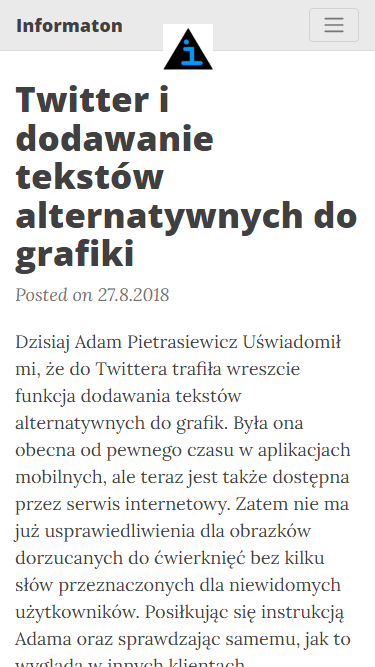 Informaton
Twitter i
dodawanie
tekstów
alternatywnych do
grafiki
Posted on 27.8.2018
Dzisiaj Adam Pietrasiewicz Uświadomił
mi, że do Twittera trafiła wreszcie
funkcja dodawania tekstów
alternatywnych do grafik. Była ona
obecna od pewnego czasu w aplikacjach
mobilnych, ale teraz jest także dostępna
przez serwis internetowy. Zatem nie ma
już usprawiedliwienia dla obrazków
dorzucanych do ćwierknięć bez kilku
słów przeznaczonych dla niewidomych
użytkowników. Posiłkując się instrukcją
Adama oraz sprawdzając samemu, jak to
wygląda w innych klientach